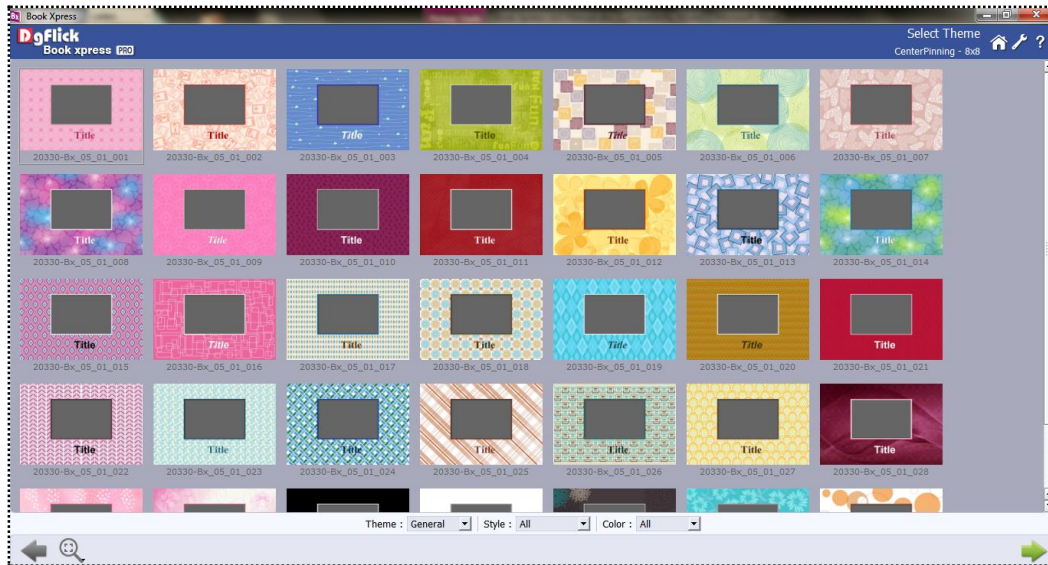 Book Xpress
DgFlick
Book xpress PRO
Select Theme
CenterPinning - 8x8
?
Title Title Title Title Title Title Title
20330-Bx_05_01_001 20330-Bx_05_01_002 20330-Bx_05_01_003 20330-Bx_05_01_004 20330-Bx_05_01_005 20330-Bx_05_01_006 20330-Bx_05_01_007
Title Title Title Title Title Title Title
20330-Bx_05_01_008 20330-Bx_05_01_009 20330-Bx_05_01_010 20330-Bx_05_01_011 20330-Bx_05_01_012 20330-Bx_05_01_013 20330-Bx_05_01_014
Title Title Title Title Title Title Title
20330-Bx_05_01_015 20330-Bx_05_01_016 20330-Bx_05_01_017 20330-Bx_05_01_018 20330-Bx_05_01_019 20330-Bx_05_01_020 20330-Bx_05_01_021
Title Title Title Title Title Title Title
20330-Bx_05_01_022 20330-Bx_05_01_023 20330-Bx_05_01_024 20330-Bx_05_01_025 20330-Bx_05_01_026 20330-Bx_05_01_027 20330-Bx_05_01_028
Theme : General Style : All Color : All